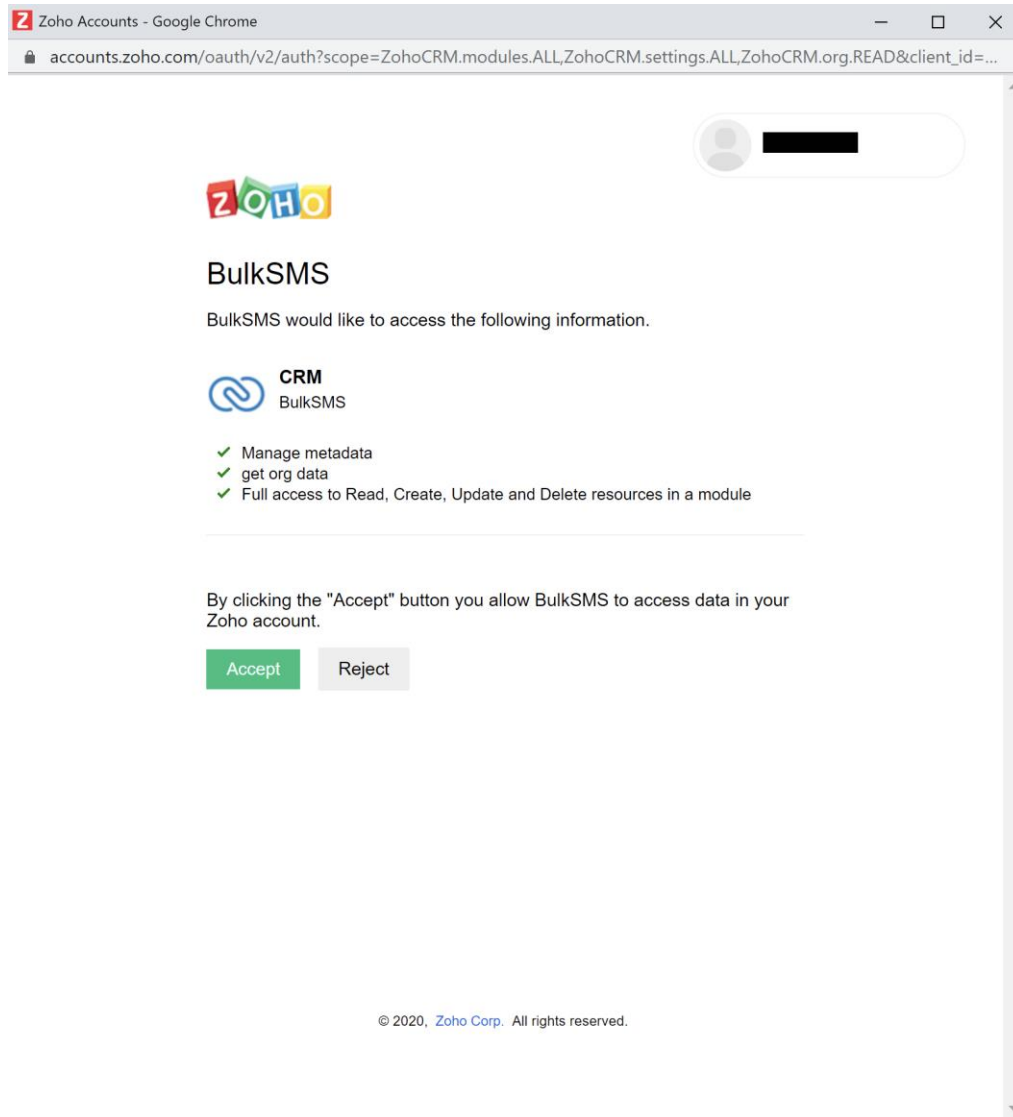 Z Zoho Accounts - Google Chrome
accounts.zoho.com/oauth/v2/auth?scope=ZohoCRM.modules.ALL,ZohoCRM.settings.ALL,ZohoCRM.org.READ&client_id=...
ZOHO
BulkSMS
BulkSMS would like to access the following information.
CRM
BulkSMS
Manage metadata
get org data
Full access to Read, Create, Update and Delete resources in a module
By clicking the "Accept" button you allow BulkSMS to access data in your
Zoho account.
Accept Reject
© 2020, Zoho Corp. All rights reserved.